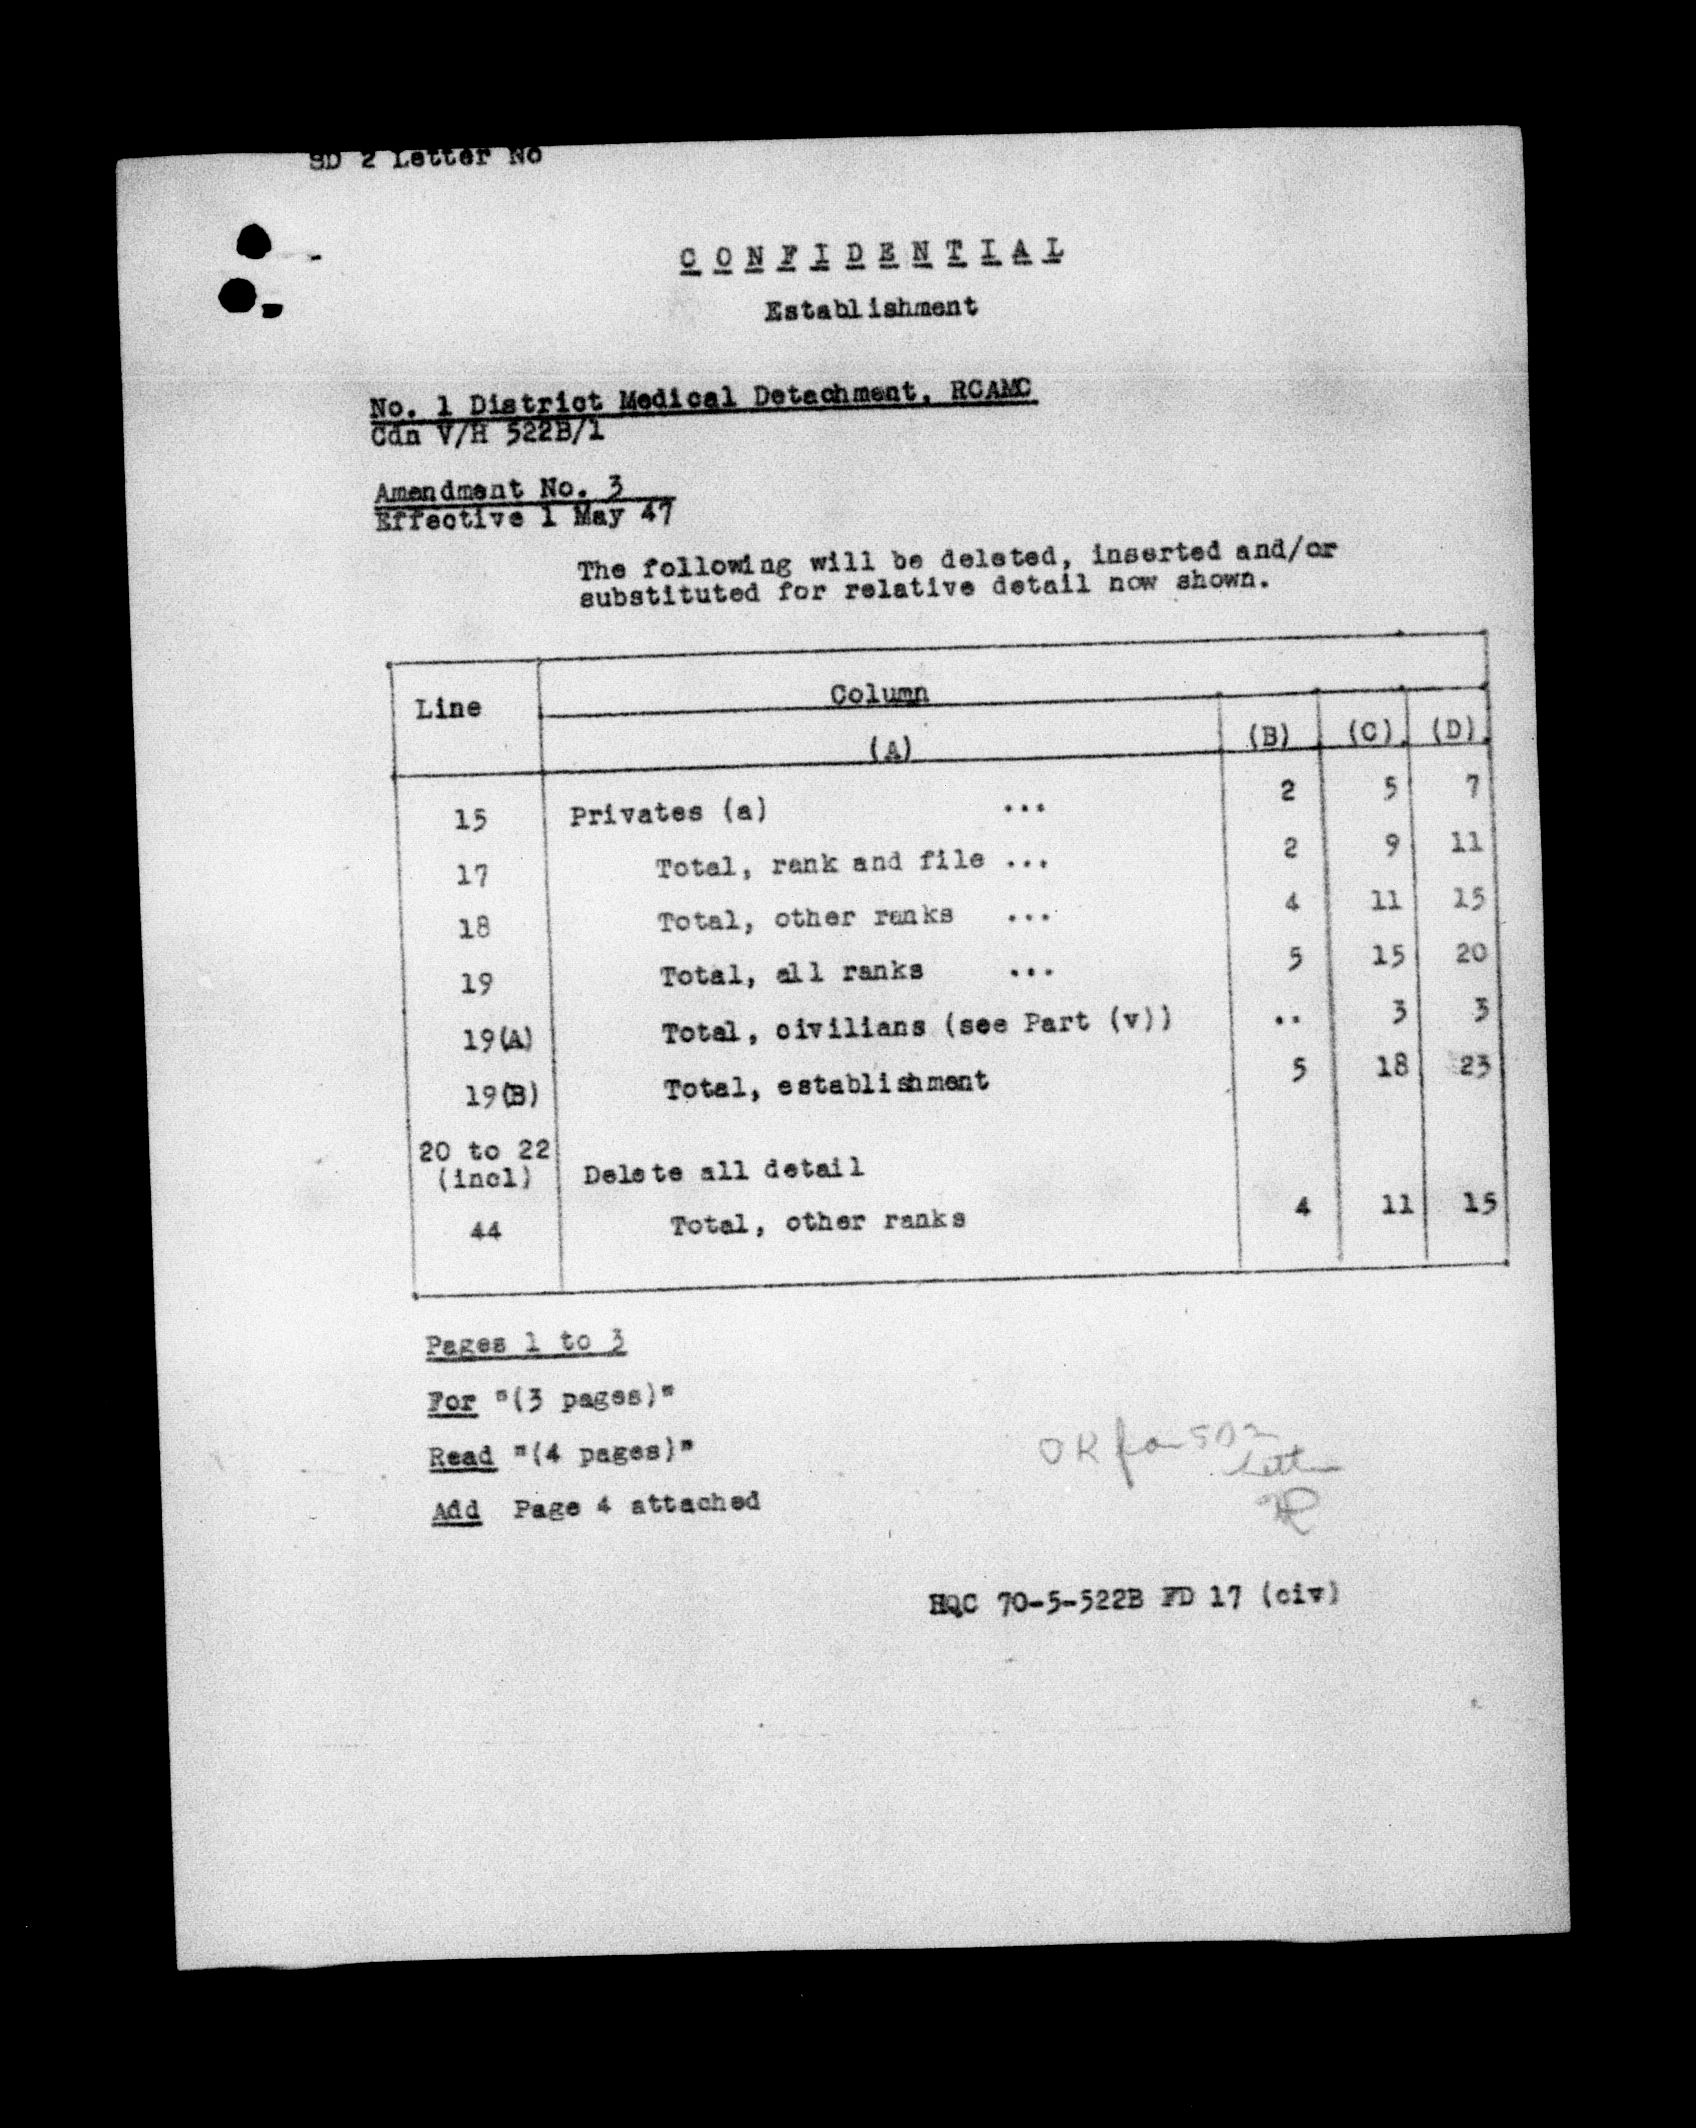 SD 2 Letter No
C O N F I D E N T I A L
Establishment
No. 1 District Medical Detachment, RCAMC
Cdn V/H 522B/1
Amendment No. 3
Effective 1 May 47
The following will be deleted, inserted and/or
substituted for relative detail now shown.
Line Column
(A) (B) (C) (D)
15 Privates (a) ... 2 5 7
17 Total, rank and file ... 2 9 11
18 Total, other ranks ... 4 11 15
19 Total, all ranks ... 5 15 20
19(A) Total, civilians (see Part (v)) .. 3 3
19(B) Total, establishment 5 18 23
20 to 22
(incl) Delete all detail
44 Total, other ranks 4 11 15
Pages 1 to 3
For "(3 pages)"
Read "(4 pages)"
Add Page 4 attached
OK for SD2
letter
HQC 70-5-522B FD 17 (civ)